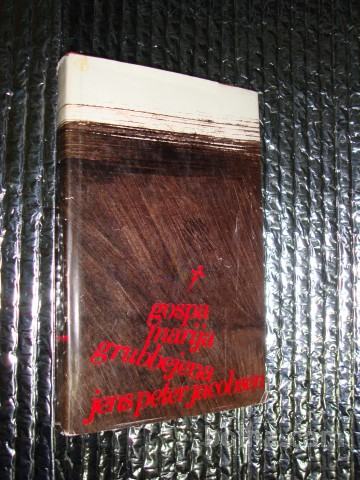 gospa
marija
grubbejeva
jens peter jacobsen